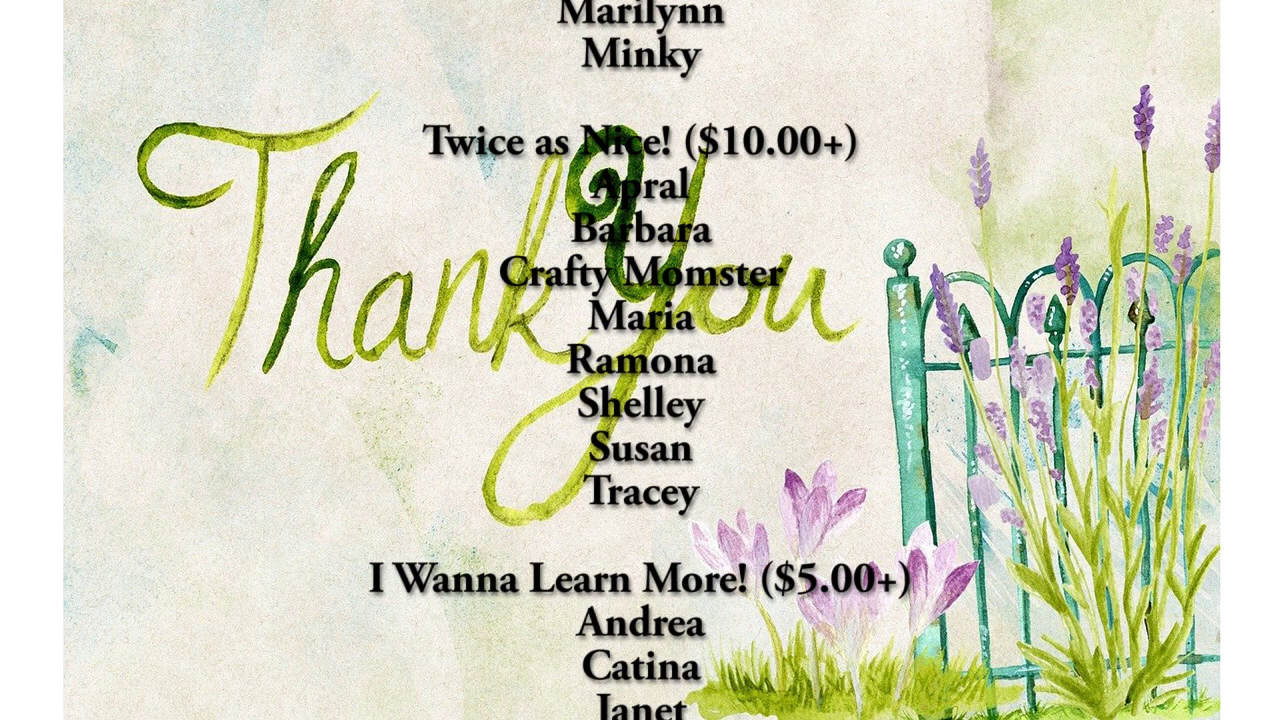 Marilynn
Minky
Twice as Nice! ($10.00+)
Thank You
Apral
Barbara
Crafty Momster
Maria
Ramona
Shelley
Susan
Tracey
I Wanna Learn More! ($5.00+)
Andrea
Catina
Janet